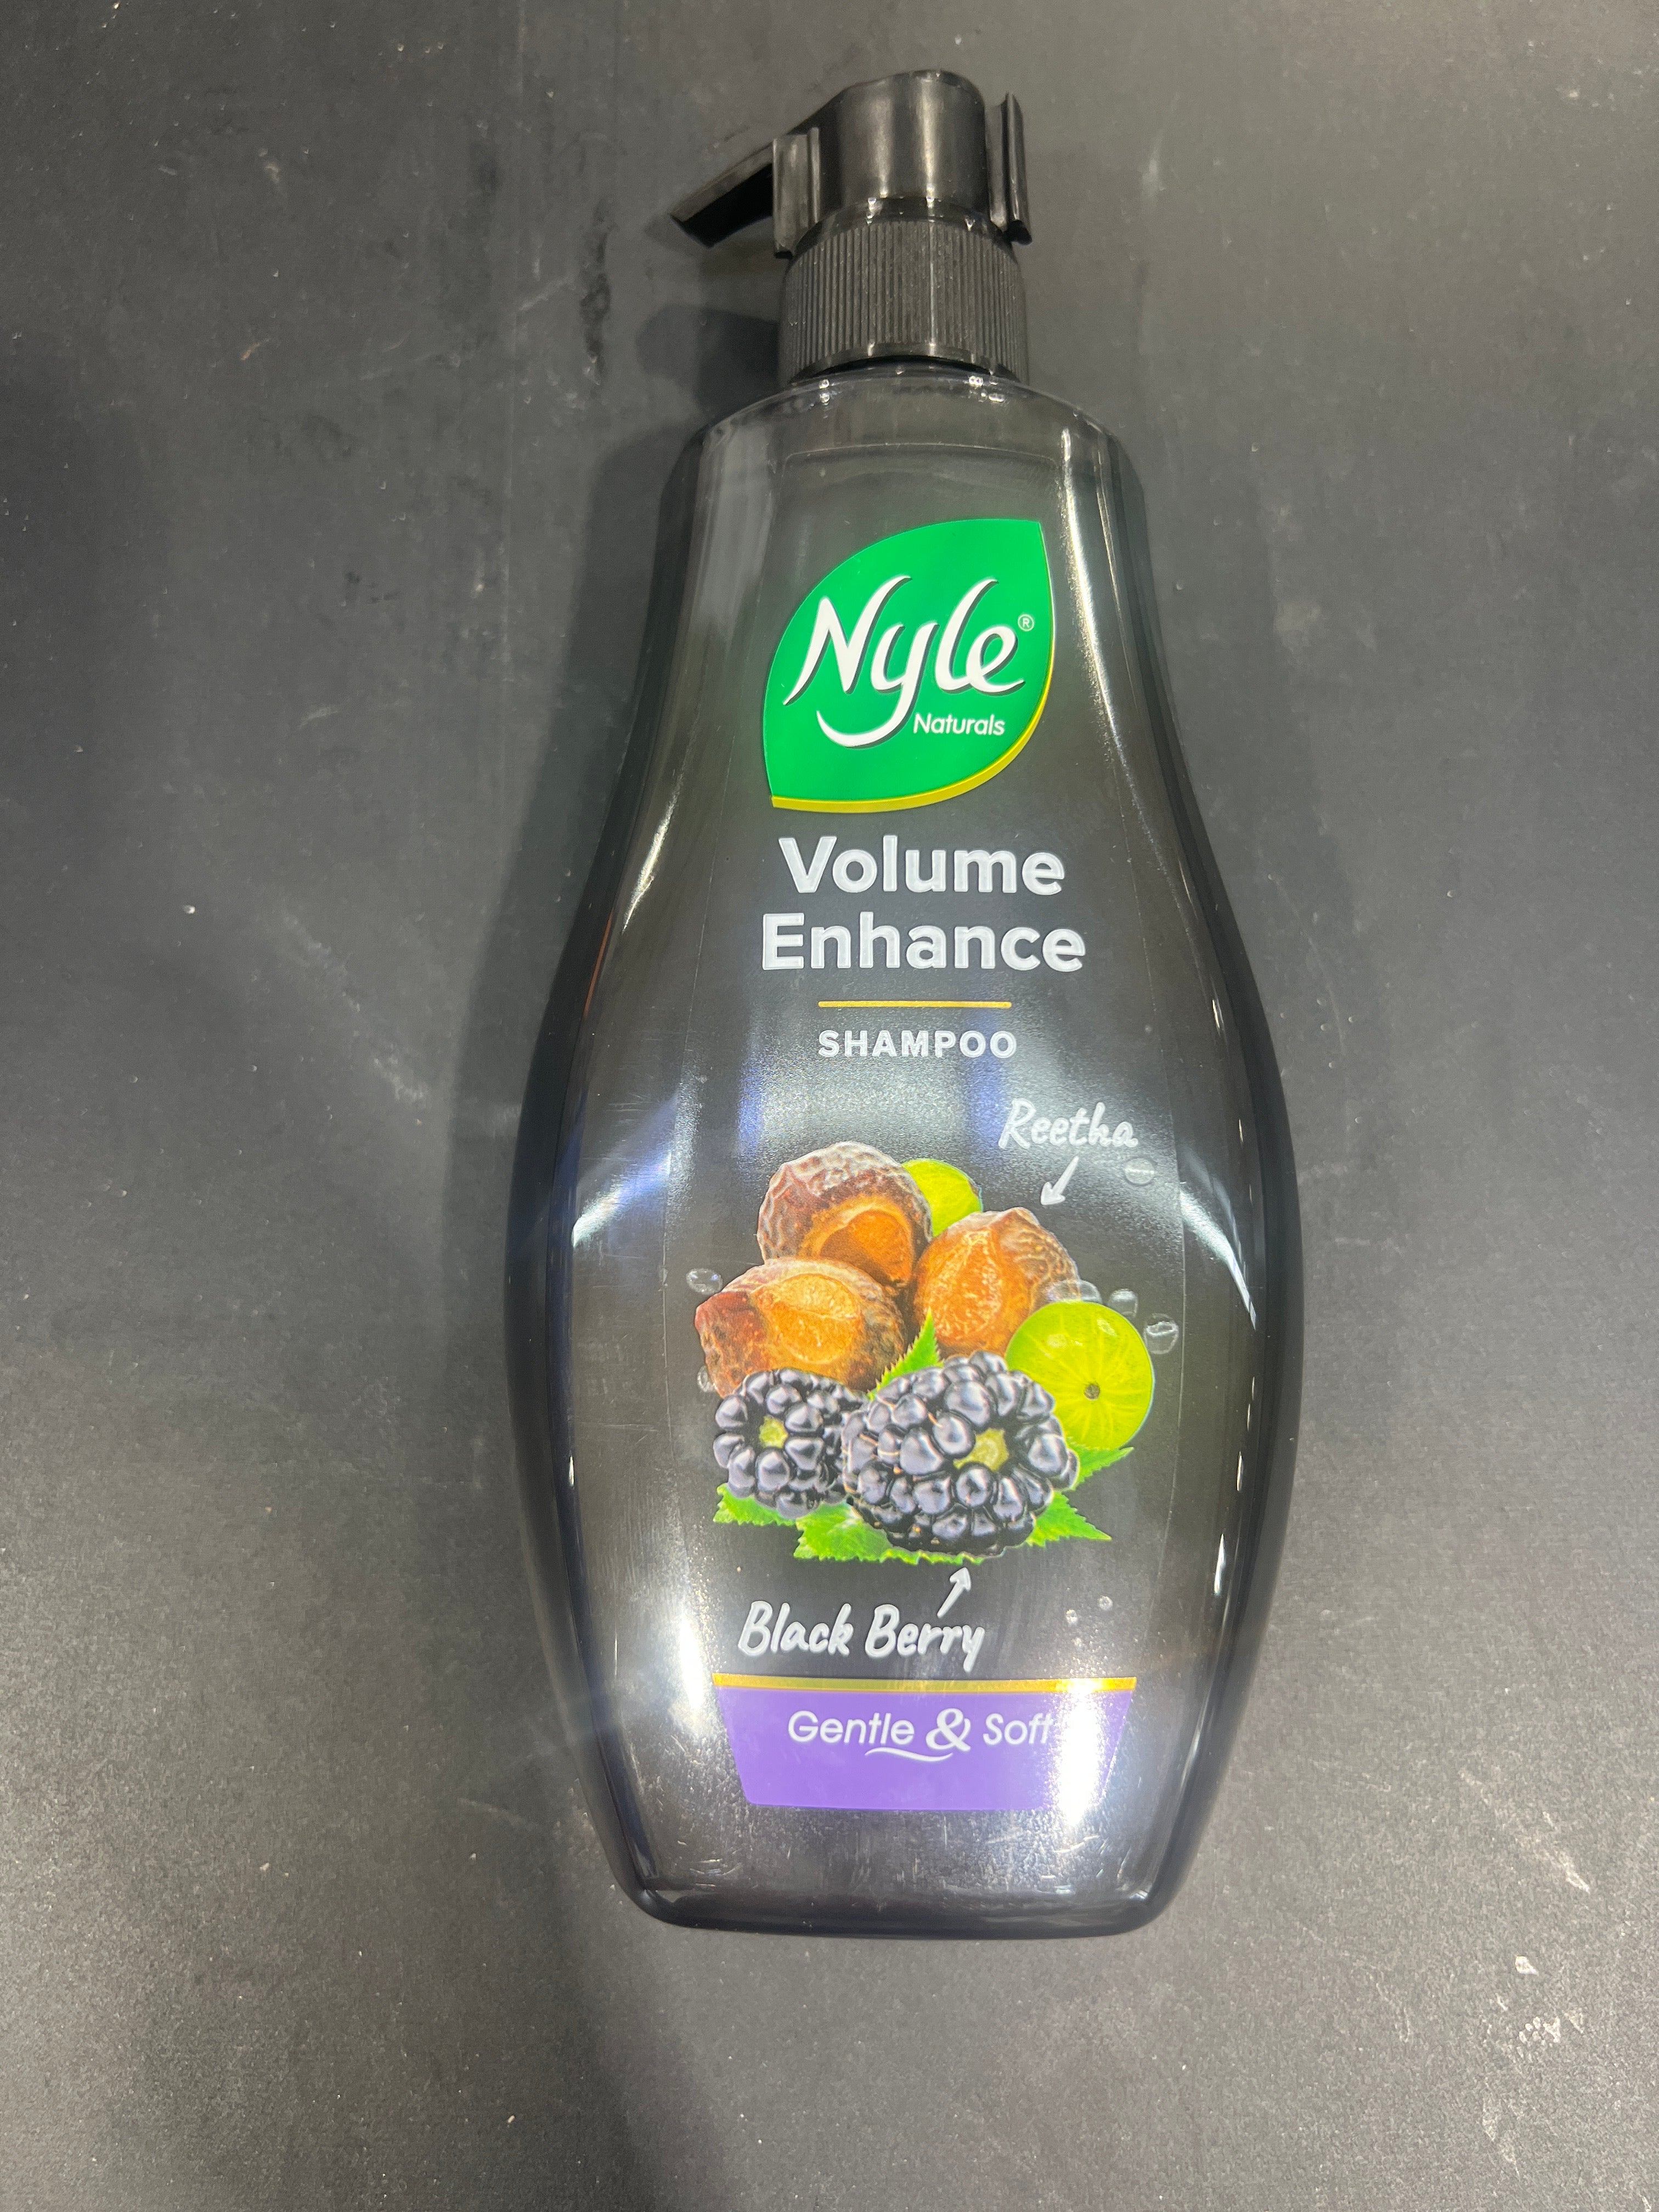 Nyle®
Naturals
Volume
Enhance
SHAMPOO
Reetha
Black Berry
Gentle & Soft